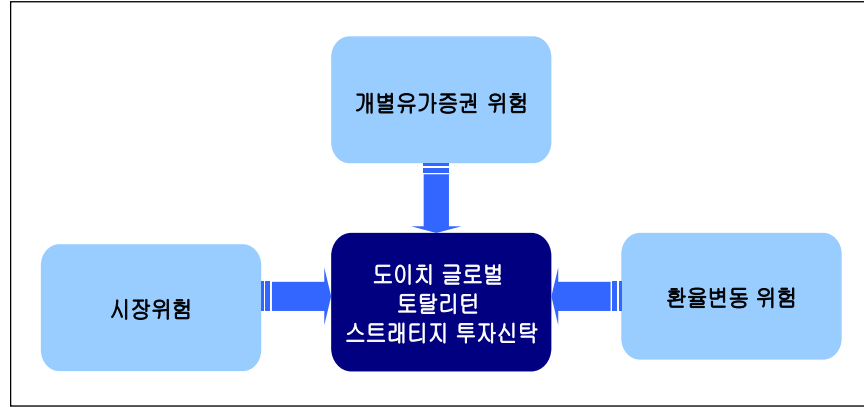 개별유가증권 위험
시장위험
도이치 글로벌
토탈리턴
스트래티지 투자신탁
환율변동 위험